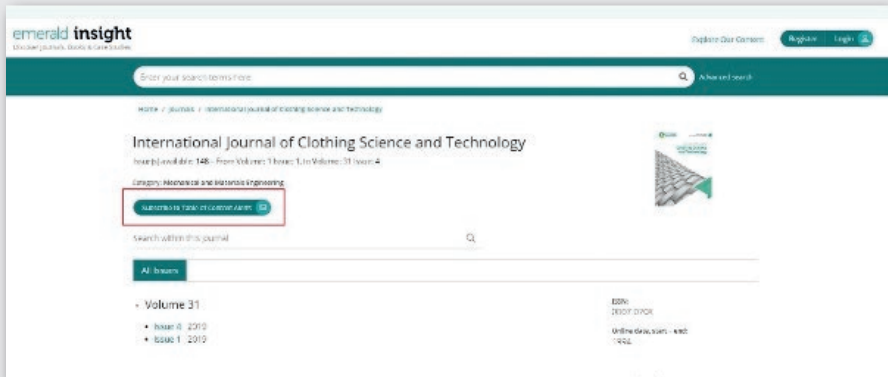 emerald insight
Discover Journals, Books & Case Studies
Explore Our Content
Register Login
Enter your search terms here
Advanced search
Home / Journals / International Journal of Clothing Science and Technology
International Journal of Clothing Science and Technology
Issue(s) available: 148 – From Volume: 1 Issue: 1, to Volume: 31 Issue: 4
Category: Mechanical and Materials Engineering
Subscribe to Table of Content Alerts
Search within this journal
All Issues
Volume 31
Issue 4 2019
Issue 1 2019
ISSN:
Online date, start – end: